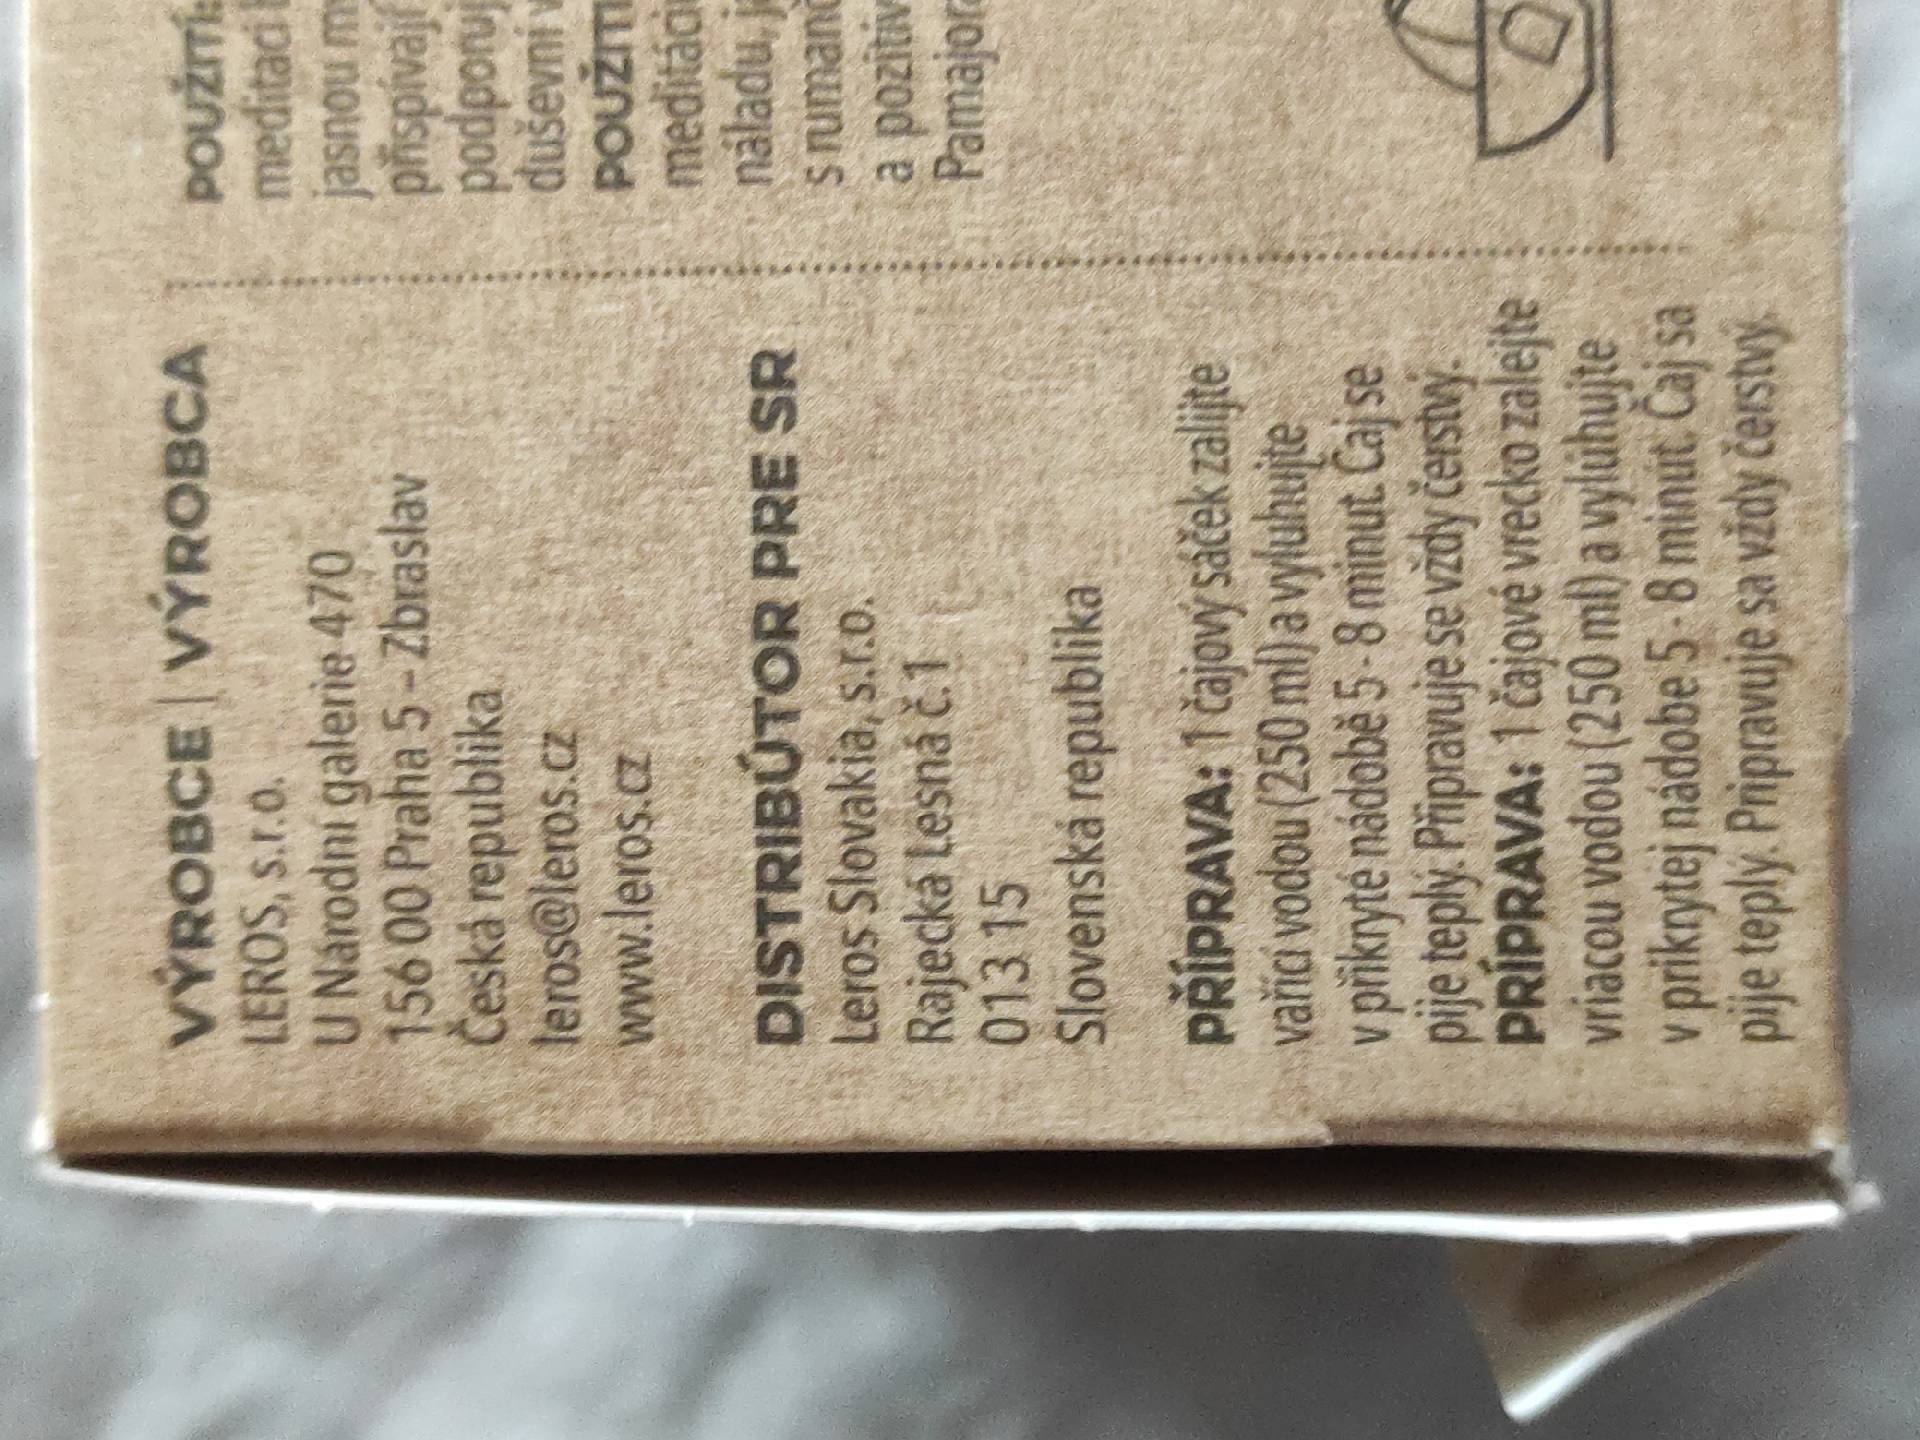 VÝROBCE | VÝROBCA
LEROS, s.r.o.
U Národní galerie 470
156 00 Praha 5 – Zbraslav
Česká republika
leros@leros.cz
www.leros.cz
DISTRIBÚTOR PRE SR
Leros Slovakia, s.r.o.
Rajecká Lesná č.1
013 15
Slovenská republika
PŘÍPRAVA: 1 čajový sáček zalijte
vařící vodou (250 ml) a vyluhujte
v přikryté nádobě 5 - 8 minut. Čaj se
pije teplý. Připravuje se vždy čerstvý.
PRÍPRAVA: 1 čajové vrecko zalejte
vriacou vodou (250 ml) a vylúhujte
v prikrytej nádobe 5 - 8 minút. Čaj sa
pije teplý. Pripravuje sa vždy čerstvý.
POUŽITÍ:
meditaci
jasnou
přispívají
podporuj
duševní
POUŽITI
meditáci
náladu,
s ruman
a pozitív
Pamajor